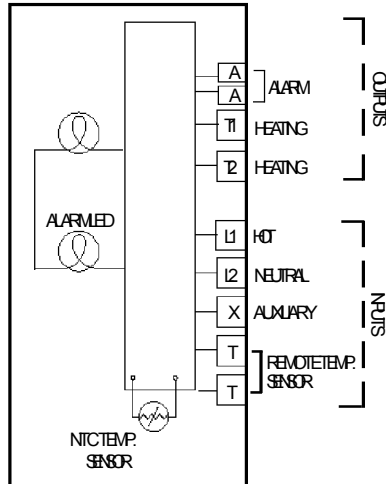 A
A
ALARM
T1 HEATING
T2 HEATING
OUTPUTS
ALARM LED
L1 HOT
L2 NEUTRAL
X AUXILIARY
T
T
REMOTE TEMP.
SENSOR
INPUTS
NTC TEMP.
SENSOR